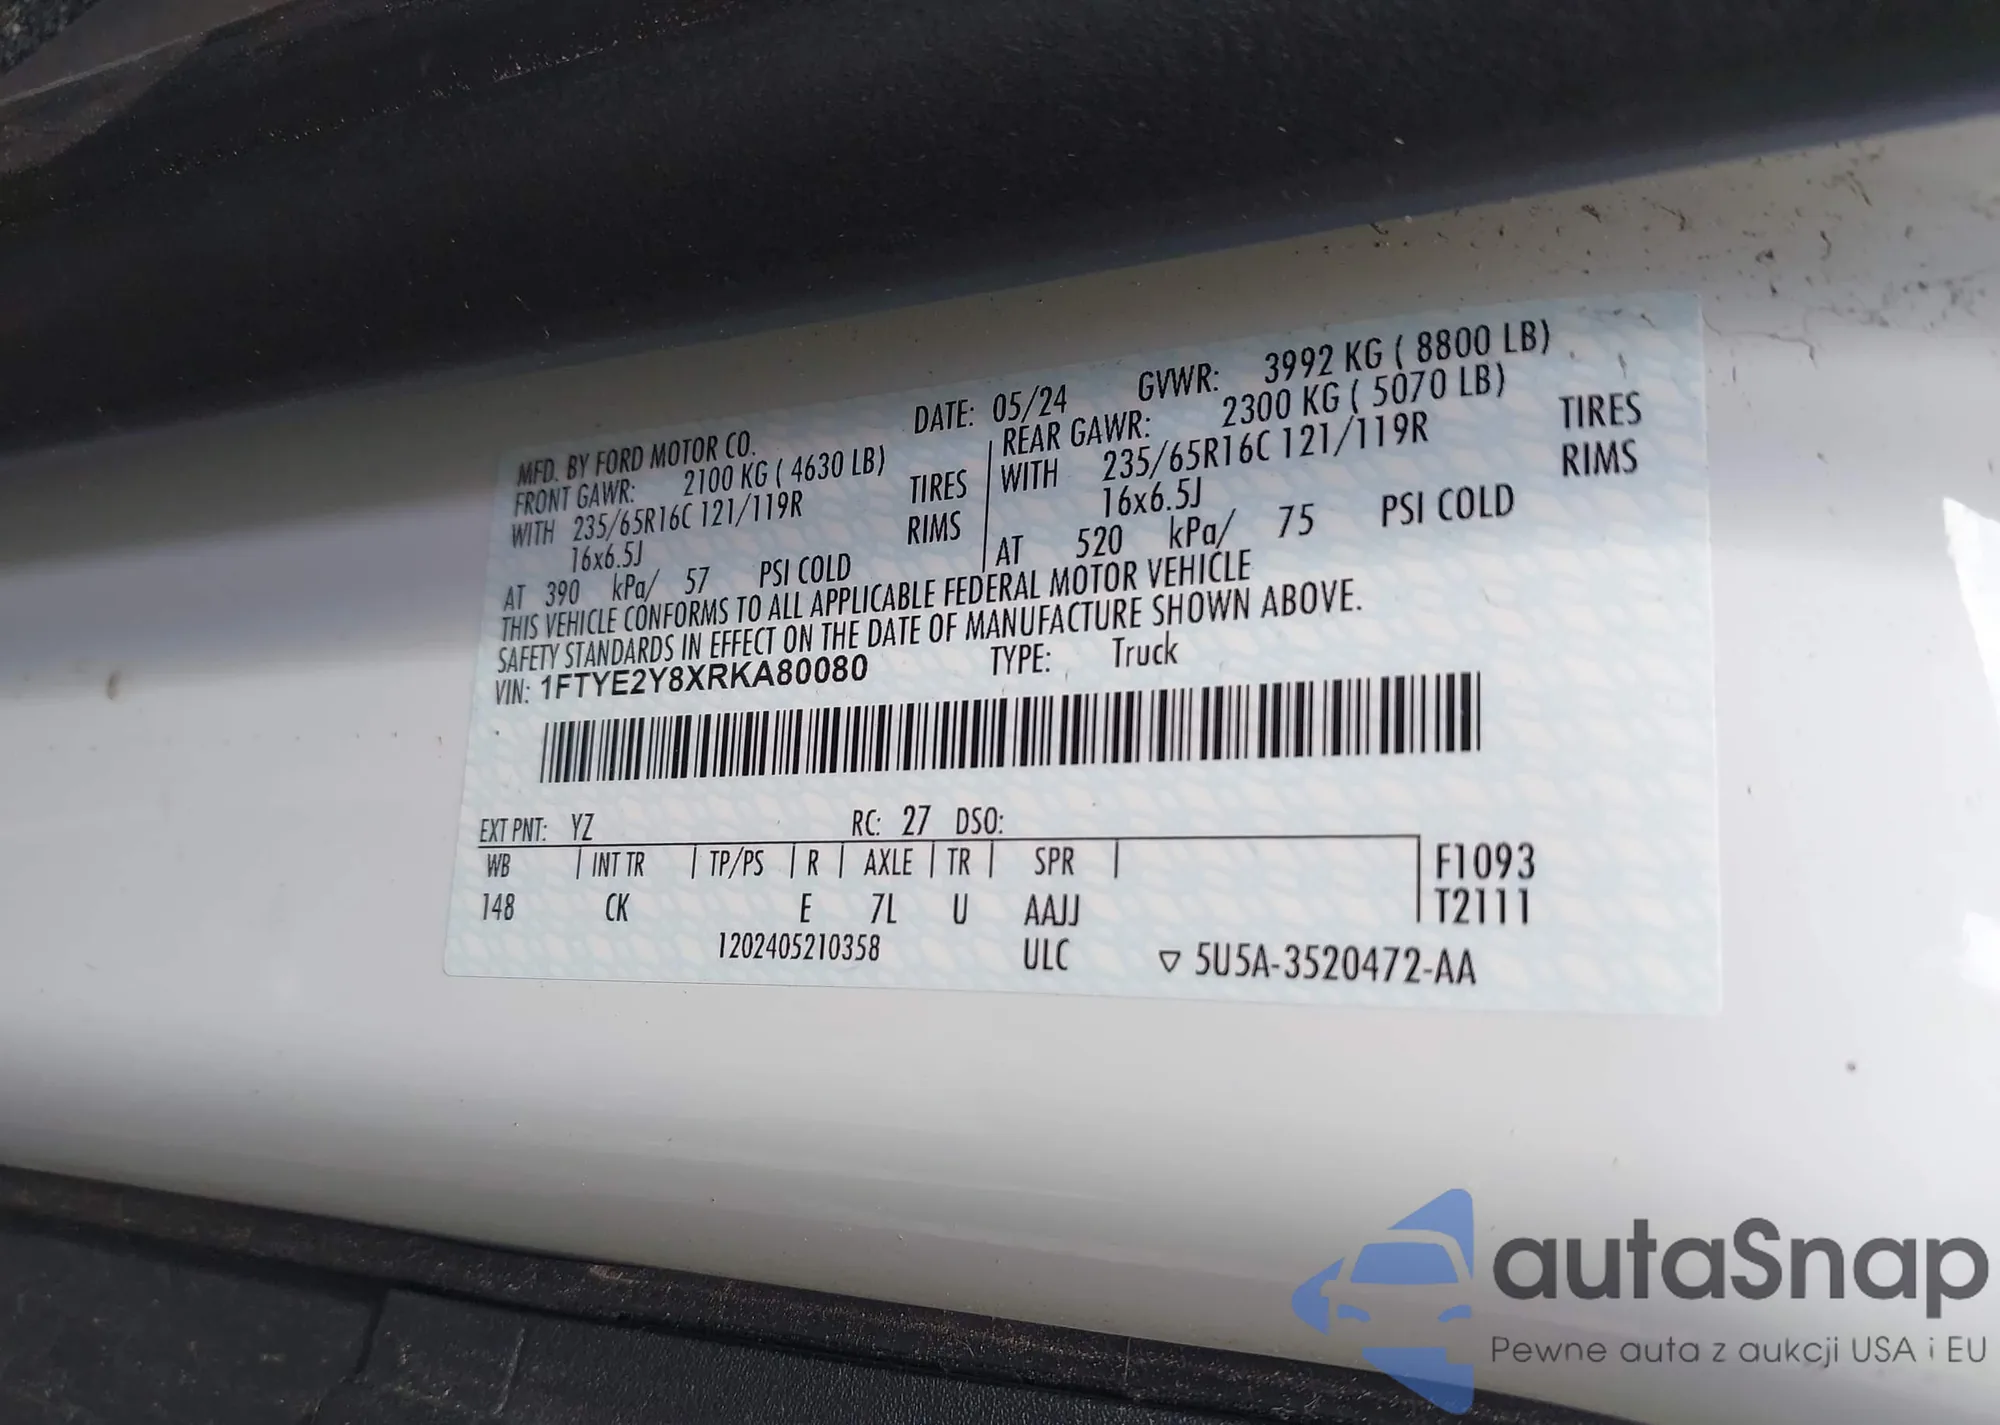 MFD. BY FORD MOTOR CO. DATE: 05/24 GVWR: 3992 KG ( 8800 LB)
FRONT GAWR: 2100 KG ( 4630 LB) REAR GAWR: 2300 KG ( 5070 LB)
WITH 235/65R16C 121/119R TIRES WITH 235/65R16C 121/119R TIRES
16x6.5J RIMS 16x6.5J RIMS
AT 390 kPa/ 57 PSI COLD AT 520 kPa/ 75 PSI COLD
THIS VEHICLE CONFORMS TO ALL APPLICABLE FEDERAL MOTOR VEHICLE
SAFETY STANDARDS IN EFFECT ON THE DATE OF MANUFACTURE SHOWN ABOVE.
VIN: 1FTYE2Y8XRKA80080 TYPE: Truck
EXT PNT: YZ RC: 27 DSO:
WB INT TR TP/PS R AXLE TR SPR F1093
148 CK E 7L U AAJJ T2111
1202405210358 ULC ▽ 5U5A-3520472-AA
autaSnap
Pewne auta z aukcji USA i EU